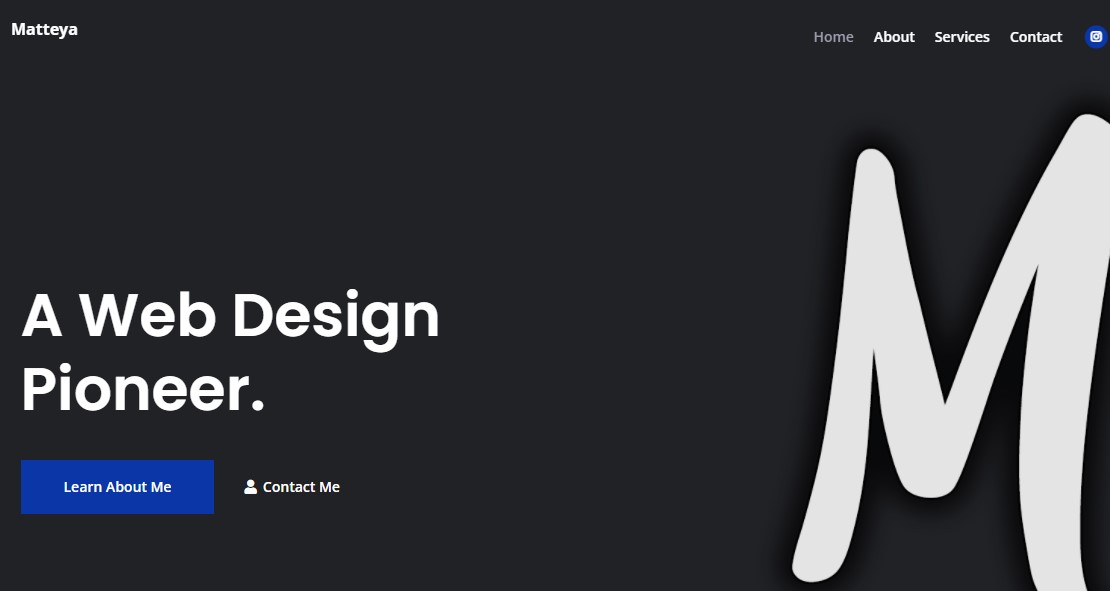 Matteya
Home About Services Contact
M
A Web Design
Pioneer.
Learn About Me
Contact Me